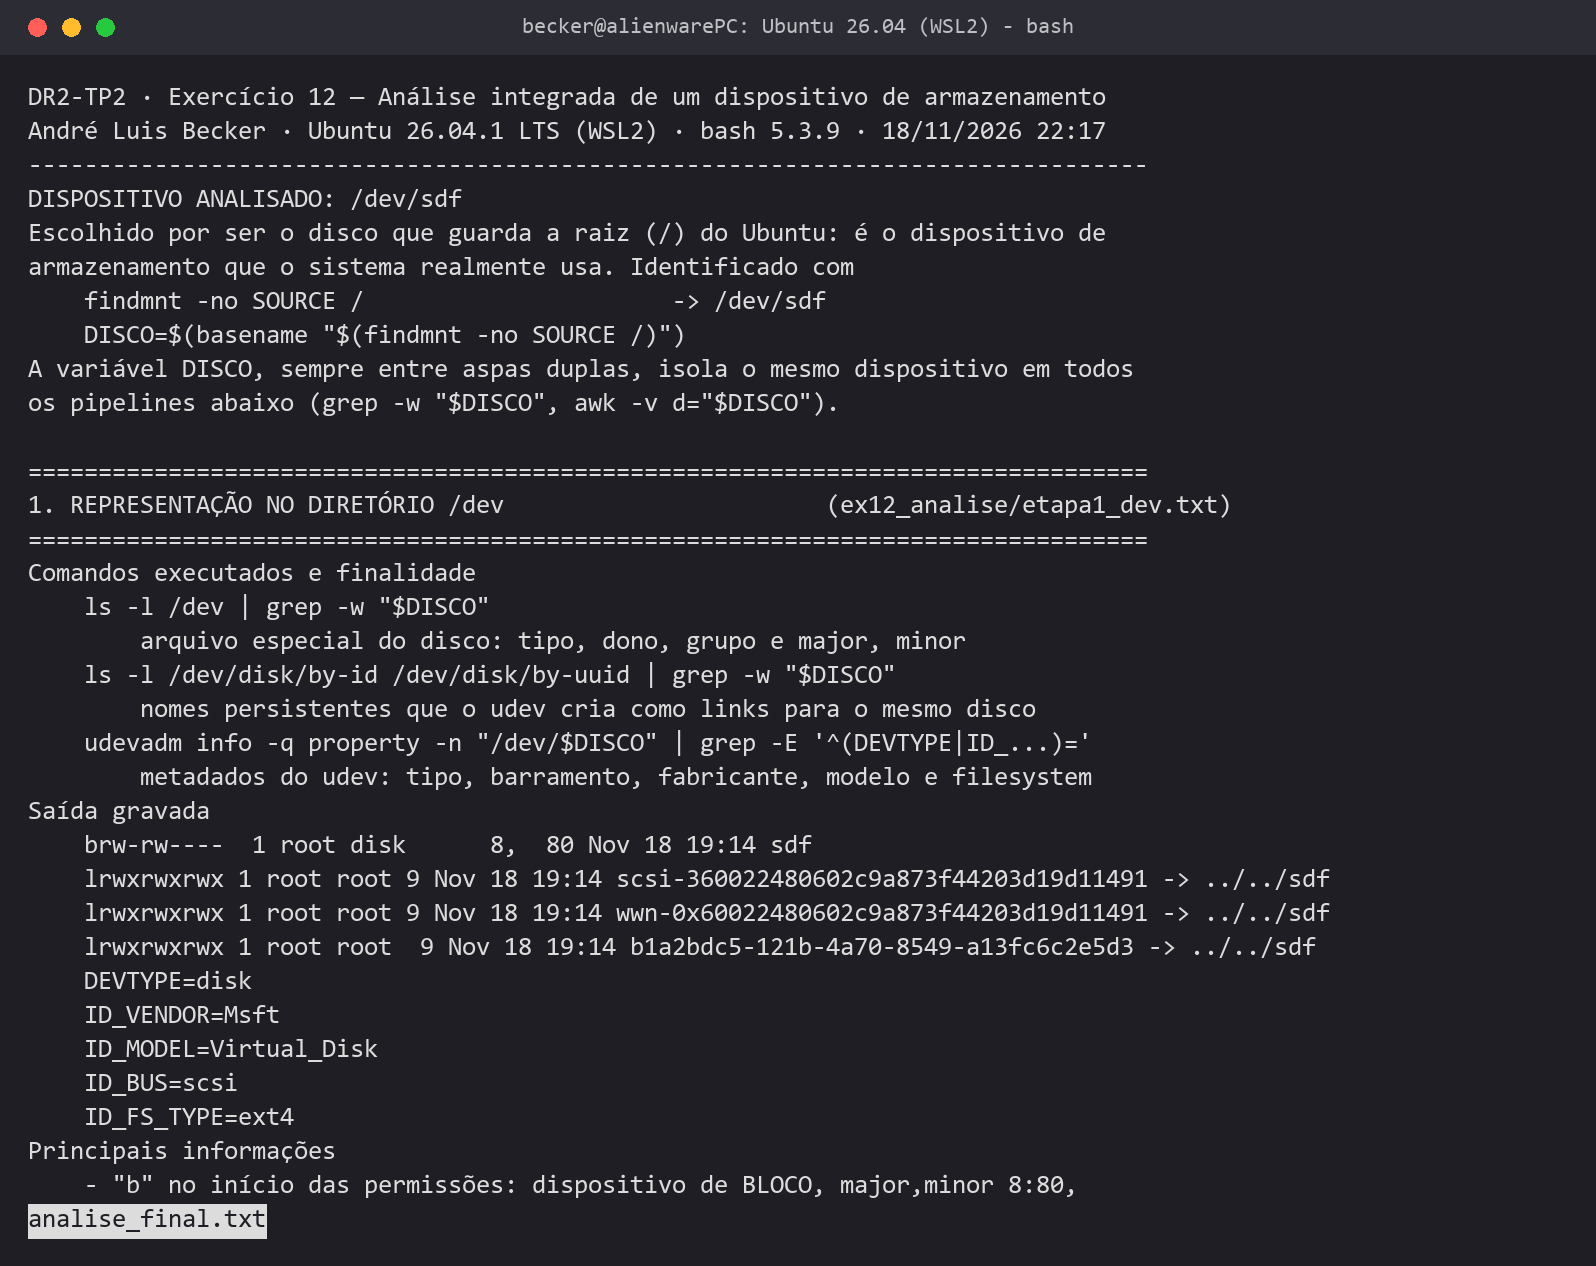 becker@alienwarePC: Ubuntu 26.04 (WSL2) - bash
DR2-TP2 · Exercício 12 — Análise integrada de um dispositivo de armazenamento
André Luis Becker · Ubuntu 26.04.1 LTS (WSL2) · bash 5.3.9 · 18/11/2026 22:17
--------------------------------------------------------------------------------
DISPOSITIVO ANALISADO: /dev/sdf
Escolhido por ser o disco que guarda a raiz (/) do Ubuntu: é o dispositivo de
armazenamento que o sistema realmente usa. Identificado com
    findmnt -no SOURCE /                      -> /dev/sdf
    DISCO=$(basename "$(findmnt -no SOURCE /)")
A variável DISCO, sempre entre aspas duplas, isola o mesmo dispositivo em todos
os pipelines abaixo (grep -w "$DISCO", awk -v d="$DISCO").

================================================================================
1. REPRESENTAÇÃO NO DIRETÓRIO /dev                       (ex12_analise/etapa1_dev.txt)
================================================================================
Comandos executados e finalidade
    ls -l /dev | grep -w "$DISCO"
        arquivo especial do disco: tipo, dono, grupo e major, minor
    ls -l /dev/disk/by-id /dev/disk/by-uuid | grep -w "$DISCO"
        nomes persistentes que o udev cria como links para o mesmo disco
    udevadm info -q property -n "/dev/$DISCO" | grep -E '^(DEVTYPE|ID_...)='
        metadados do udev: tipo, barramento, fabricante, modelo e filesystem
Saída gravada
    brw-rw----  1 root disk      8,  80 Nov 18 19:14 sdf
    lrwxrwxrwx 1 root root 9 Nov 18 19:14 scsi-360022480602c9a873f44203d19d11491 -> ../../sdf
    lrwxrwxrwx 1 root root 9 Nov 18 19:14 wwn-0x60022480602c9a873f44203d19d11491 -> ../../sdf
    lrwxrwxrwx 1 root root  9 Nov 18 19:14 b1a2bdc5-121b-4a70-8549-a13fc6c2e5d3 -> ../../sdf
    DEVTYPE=disk
    ID_VENDOR=Msft
    ID_MODEL=Virtual_Disk
    ID_BUS=scsi
    ID_FS_TYPE=ext4
Principais informações
    - "b" no início das permissões: dispositivo de BLOCO, major,minor 8:80,
analise_final.txt